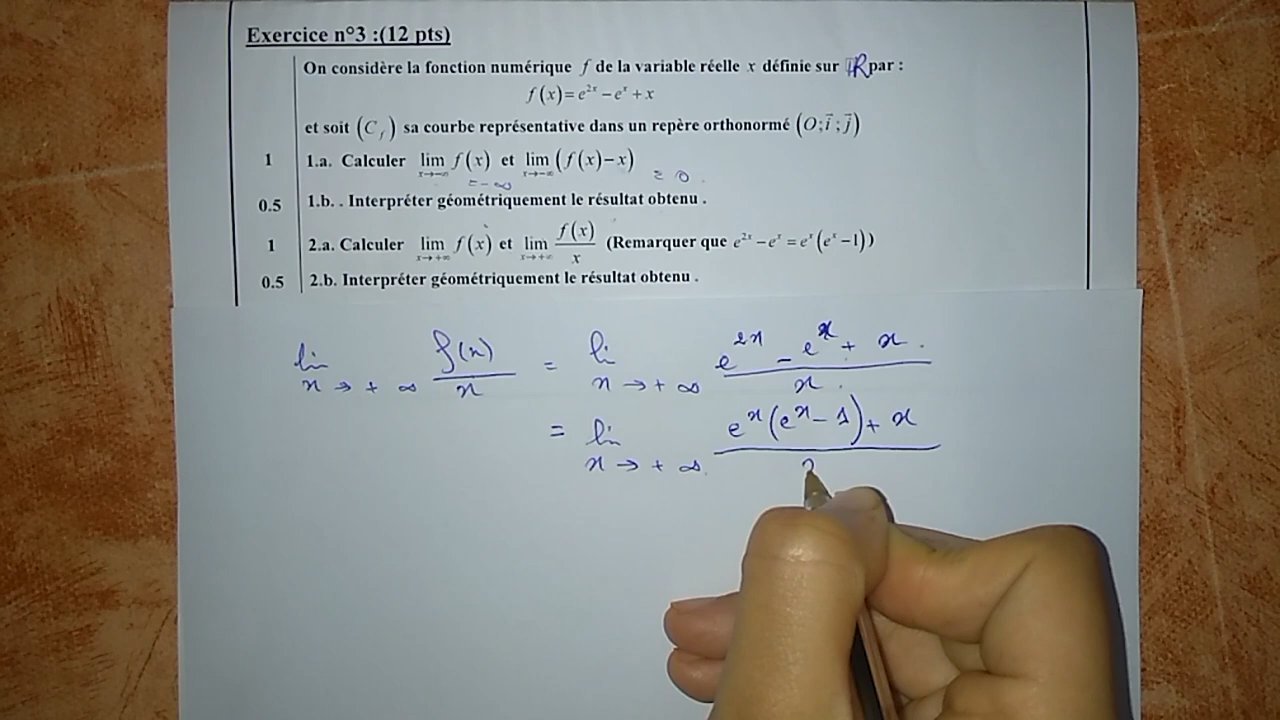 Exercice n°3 :(12 pts)
On considère la fonction numérique f de la variable réelle x définie sur ℝ par :
f(x)=e^{2x} − e^x + x
et soit (C_f) sa courbe représentative dans un repère orthonormé (O;i⃗;j⃗)
1 1.a. Calculer lim_{x→−∞} f(x) et lim_{x→−∞} (f(x)−x)
= −∞ = 0
0.5 1.b. . Interpréter géométriquement le résultat obtenu .
1 2.a. Calculer lim_{x→+∞} f(x) et lim_{x→+∞} f(x)/x (Remarquer que e^{2x} − e^x = e^x(e^x −1))
0.5 2.b. Interpréter géométriquement le résultat obtenu .
lim_{x→+∞} f(x)/x = lim_{x→+∞} (e^{2x} − e^x + x)/x
= lim_{x→+∞} (e^x(e^x − 1) + x)/